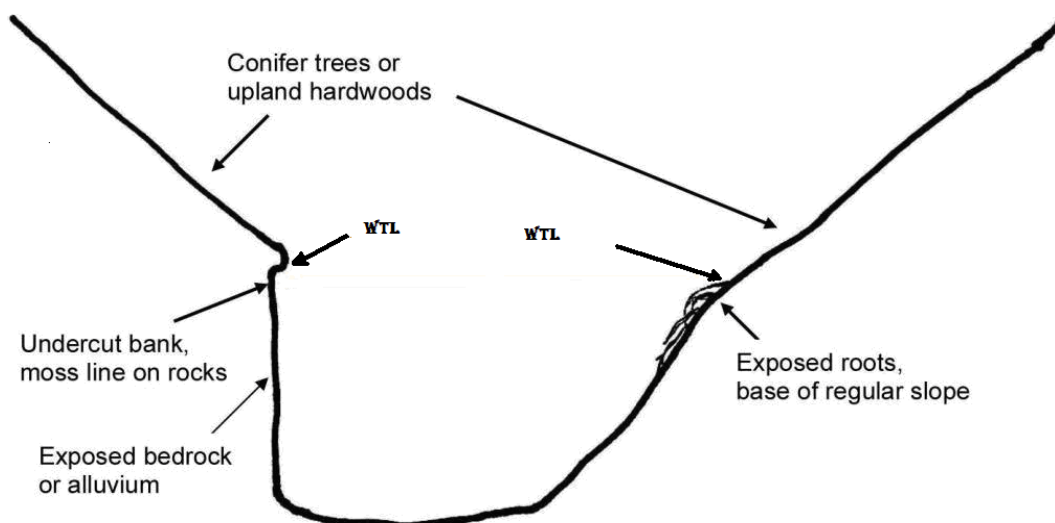 Conifer trees or
upland hardwoods
WTL
WTL
Undercut bank,
moss line on rocks
Exposed roots,
base of regular slope
Exposed bedrock
or alluvium